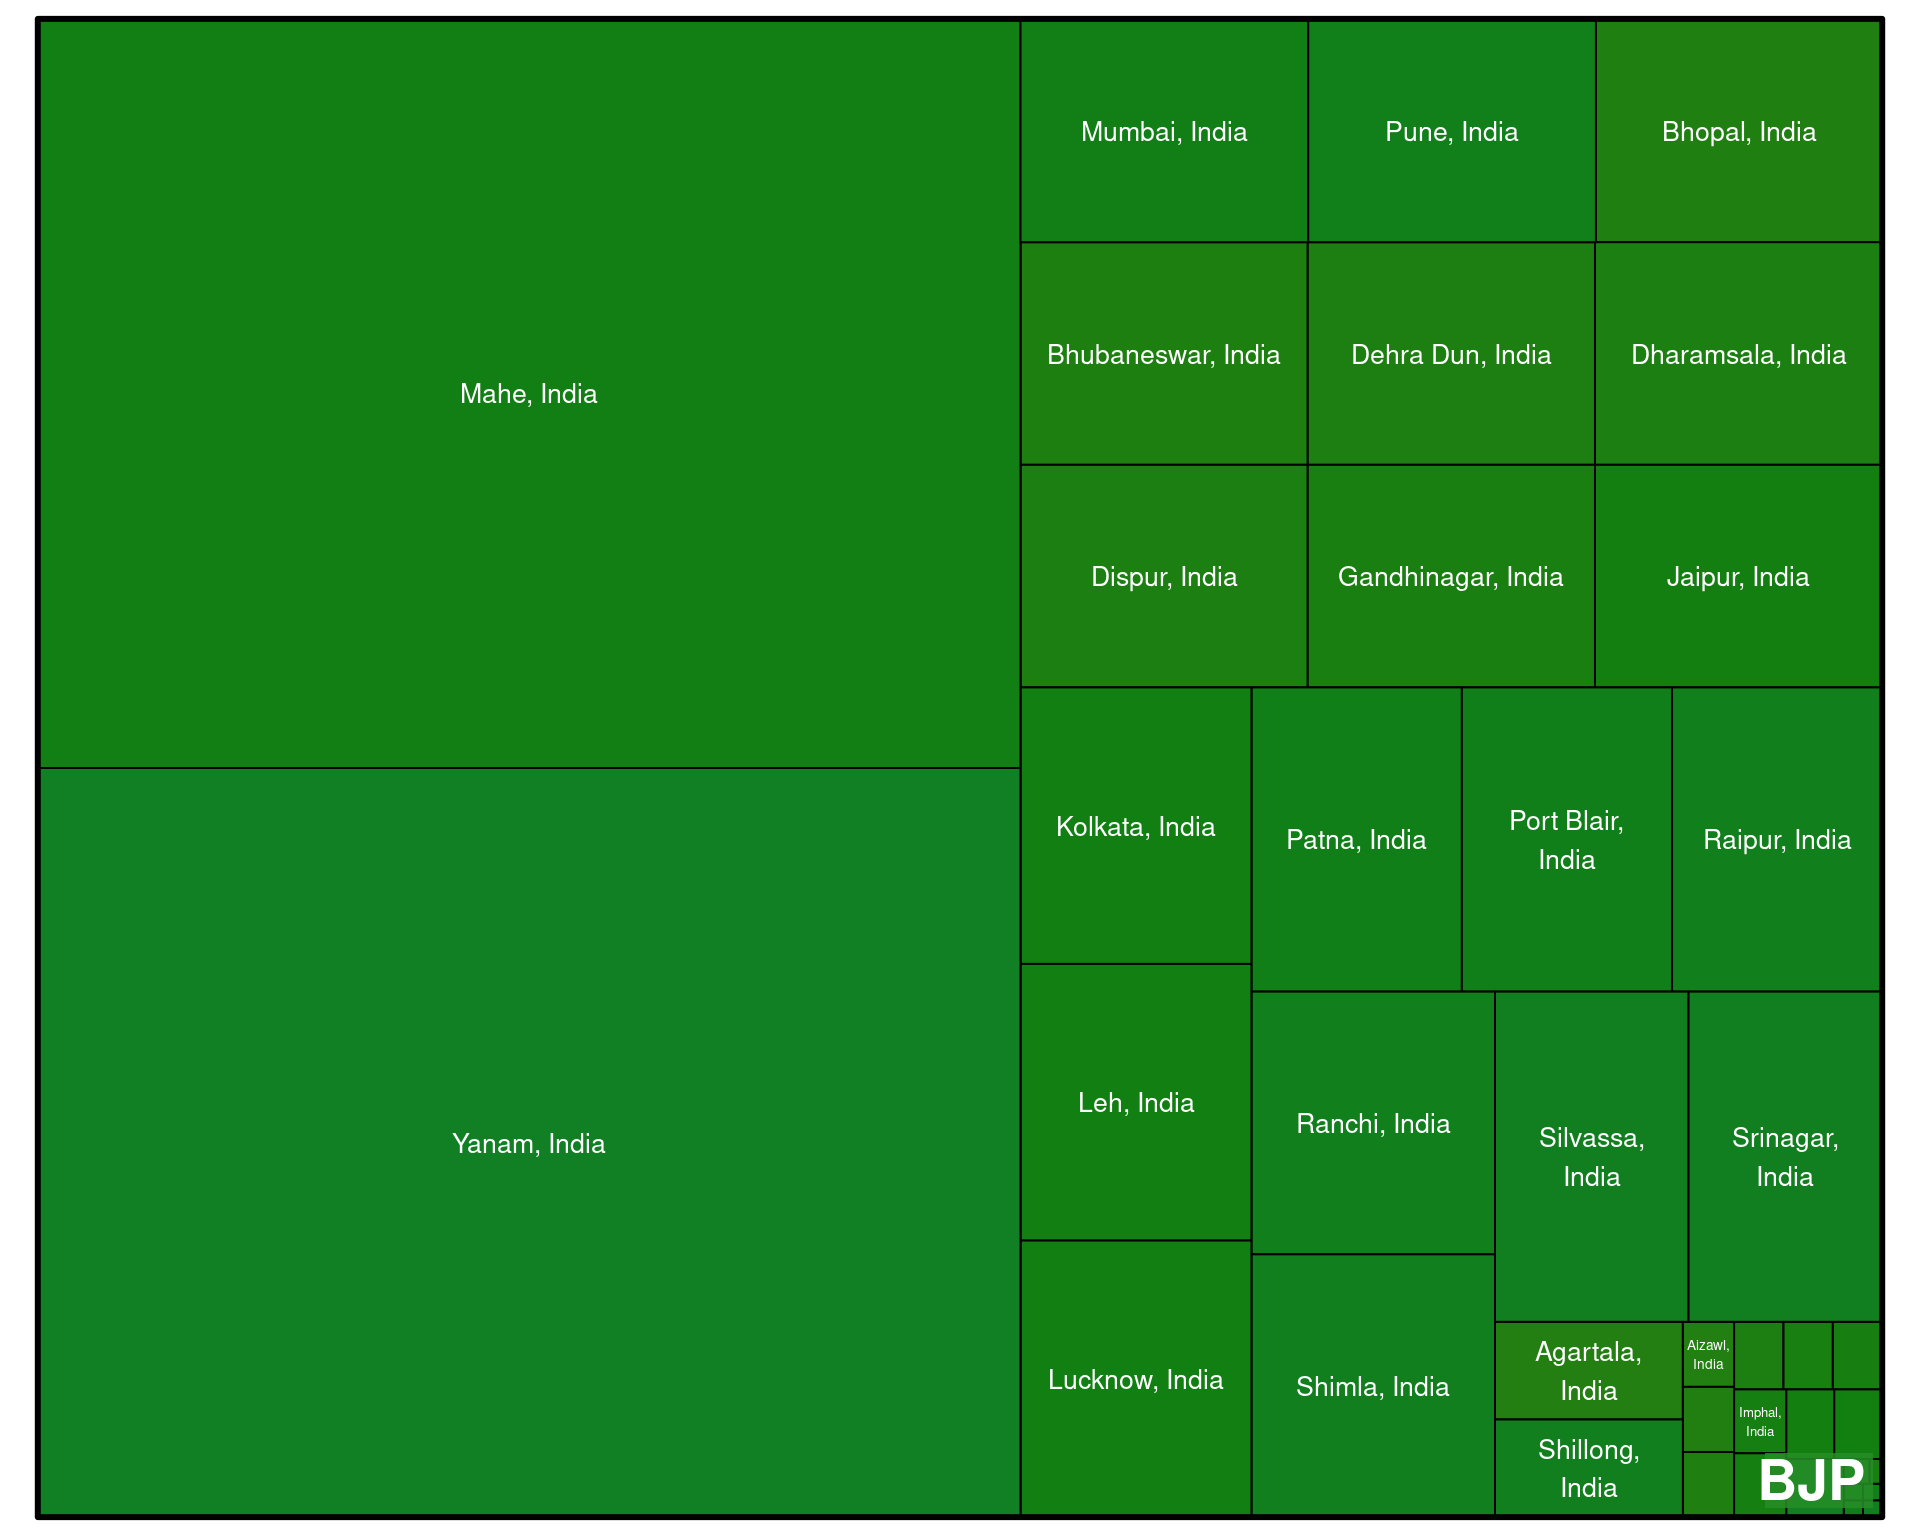 Mahe, India
Yanam, India
Mumbai, India
Pune, India
Bhopal, India
Bhubaneswar, India
Dehra Dun, India
Dharamsala, India
Dispur, India
Gandhinagar, India
Jaipur, India
Kolkata, India
Patna, India
Port Blair,
India
Raipur, India
Leh, India
Ranchi, India
Silvassa,
India
Srinagar,
India
Lucknow, India
Shimla, India
Agartala,
India
Aizawl,
India
Imphal,
India
Shillong,
India
BJP